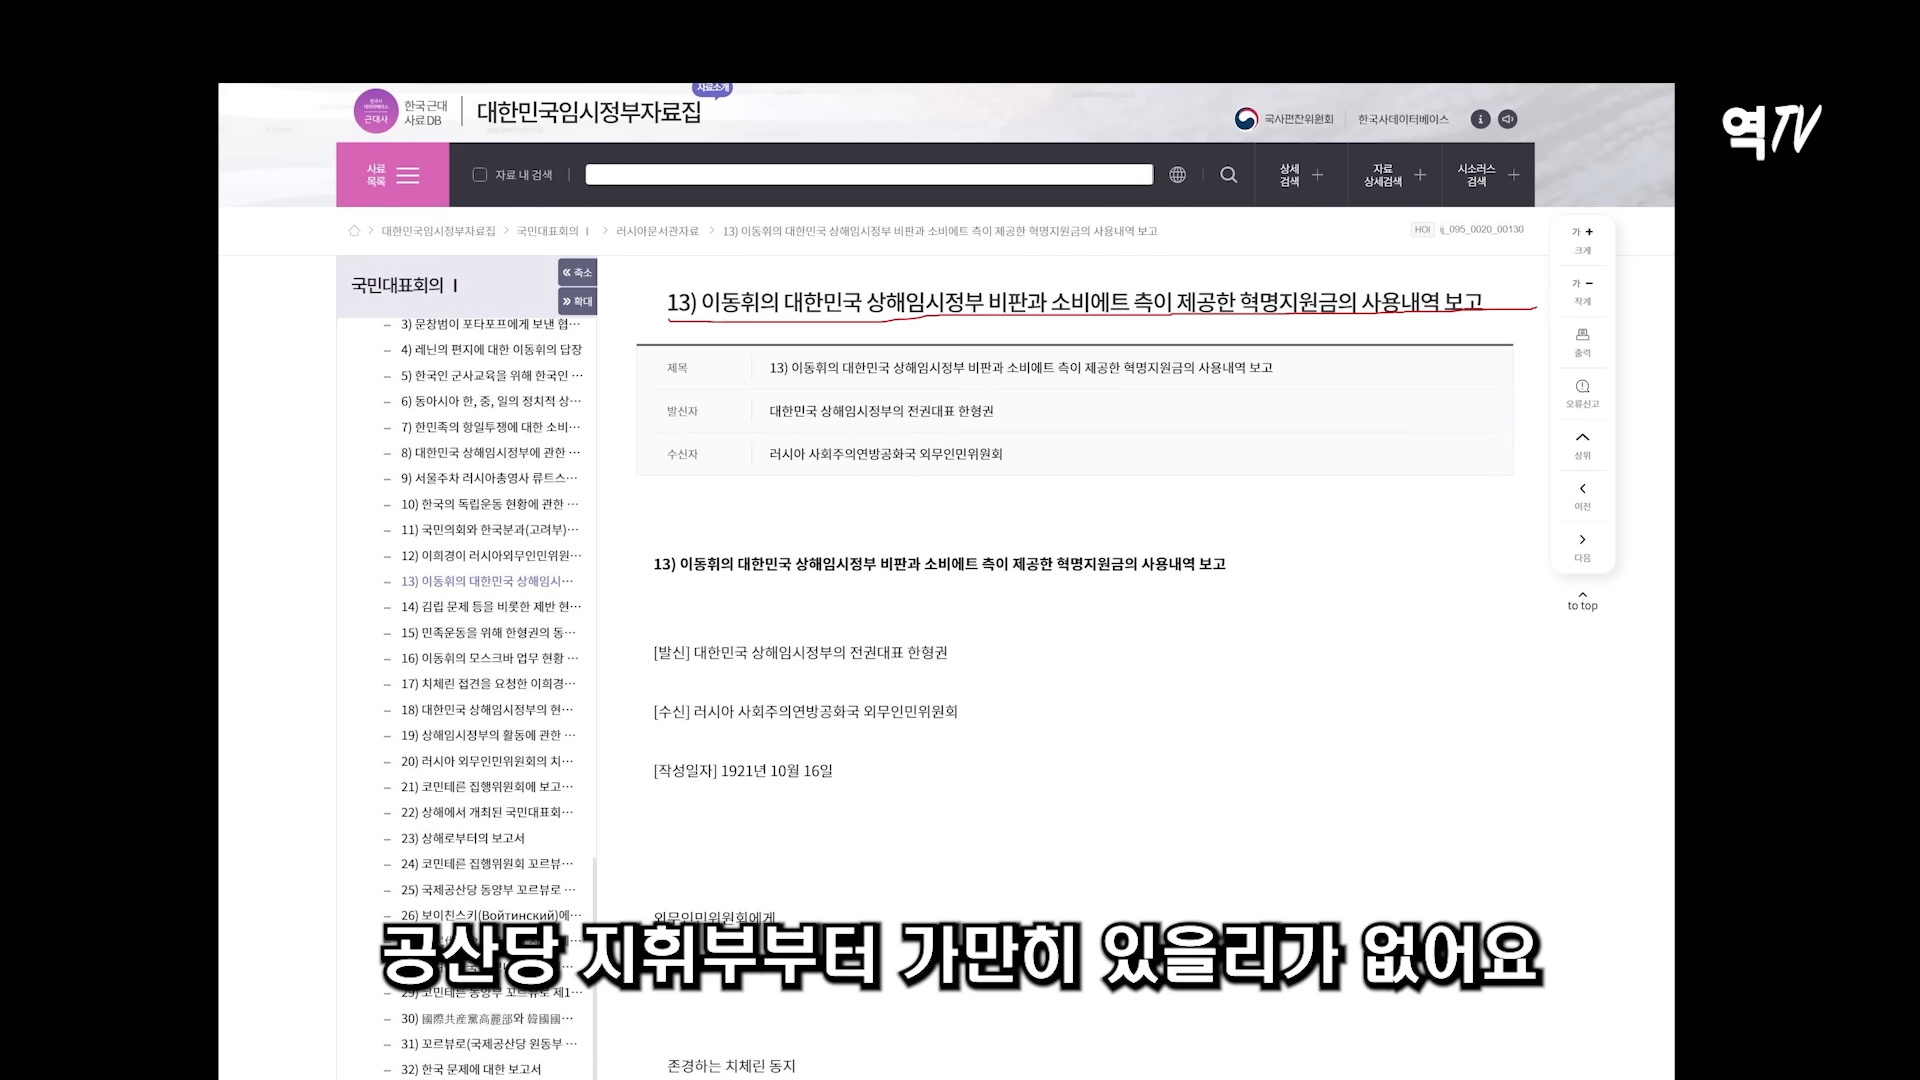 자료소개
한국사
데이터베이스
근대사
한국 근대
사료 DB
대한민국임시정부자료집
국사편찬위원회
한국사데이터베이스
역TV
사료
목록
자료 내 검색
상세
검색
자료
상세검색
시소러스
검색
대한민국임시정부자료집 > 국민대표회의 Ⅰ > 러시아문서관자료 > 13) 이동휘의 대한민국 상해임시정부 비판과 소비에트 측이 제공한 혁명지원금의 사용내역 보고
HOI ij_095_0020_00130
국민대표회의 Ⅰ
« 축소
» 확대
– 3) 문창범이 포타포프에게 보낸 협…
– 4) 레닌의 편지에 대한 이동휘의 답장
– 5) 한국인 군사교육을 위해 한국인 …
– 6) 동아시아 한, 중, 일의 정치적 상…
– 7) 한민족의 항일투쟁에 대한 소비…
– 8) 대한민국 상해임시정부에 관한 …
– 9) 서울주차 러시아총영사 류트스…
– 10) 한국의 독립운동 현황에 관한 …
– 11) 국민의회와 한국분과(고려부)…
– 12) 이희경이 러시아외무인민위원…
– 13) 이동휘의 대한민국 상해임시…
– 14) 김립 문제 등을 비롯한 제반 현…
– 15) 민족운동을 위해 한형권의 동…
– 16) 이동휘의 모스크바 업무 현황 …
– 17) 치체린 접견을 요청한 이희경…
– 18) 대한민국 상해임시정부의 현…
– 19) 상해임시정부의 활동에 관한 …
– 20) 러시아 외무인민위원회의 치…
– 21) 코민테른 집행위원회에 보고…
– 22) 상해에서 개최된 국민대표회…
– 23) 상해로부터의 보고서
– 24) 코민테른 집행위원회 꼬르뷰…
– 25) 국제공산당 동양부 꼬르뷰로 …
– 26) 보이친스키(Войтинский)에…
– 29) 코민테른 동양부 꼬르뷰로 제1…
– 30) 國際共産黨高麗部와 韓國國…
– 31) 꼬르뷰로(국제공산당 원동부 …
– 32) 한국 문제에 대한 보고서
13) 이동휘의 대한민국 상해임시정부 비판과 소비에트 측이 제공한 혁명지원금의 사용내역 보고
제목 13) 이동휘의 대한민국 상해임시정부 비판과 소비에트 측이 제공한 혁명지원금의 사용내역 보고
발신자 대한민국 상해임시정부의 전권대표 한형권
수신자 러시아 사회주의연방공화국 외무인민위원회
13) 이동휘의 대한민국 상해임시정부 비판과 소비에트 측이 제공한 혁명지원금의 사용내역 보고
[발신] 대한민국 상해임시정부의 전권대표 한형권
[수신] 러시아 사회주의연방공화국 외무인민위원회
[작성일자] 1921년 10월 16일
외무인민위원회에게
공산당 지휘부부터 가만히 있을리가 없어요
존경하는 치체린 동지
가 +
크게
가 –
작게
출력
오류신고
상위
이전
다음
to top